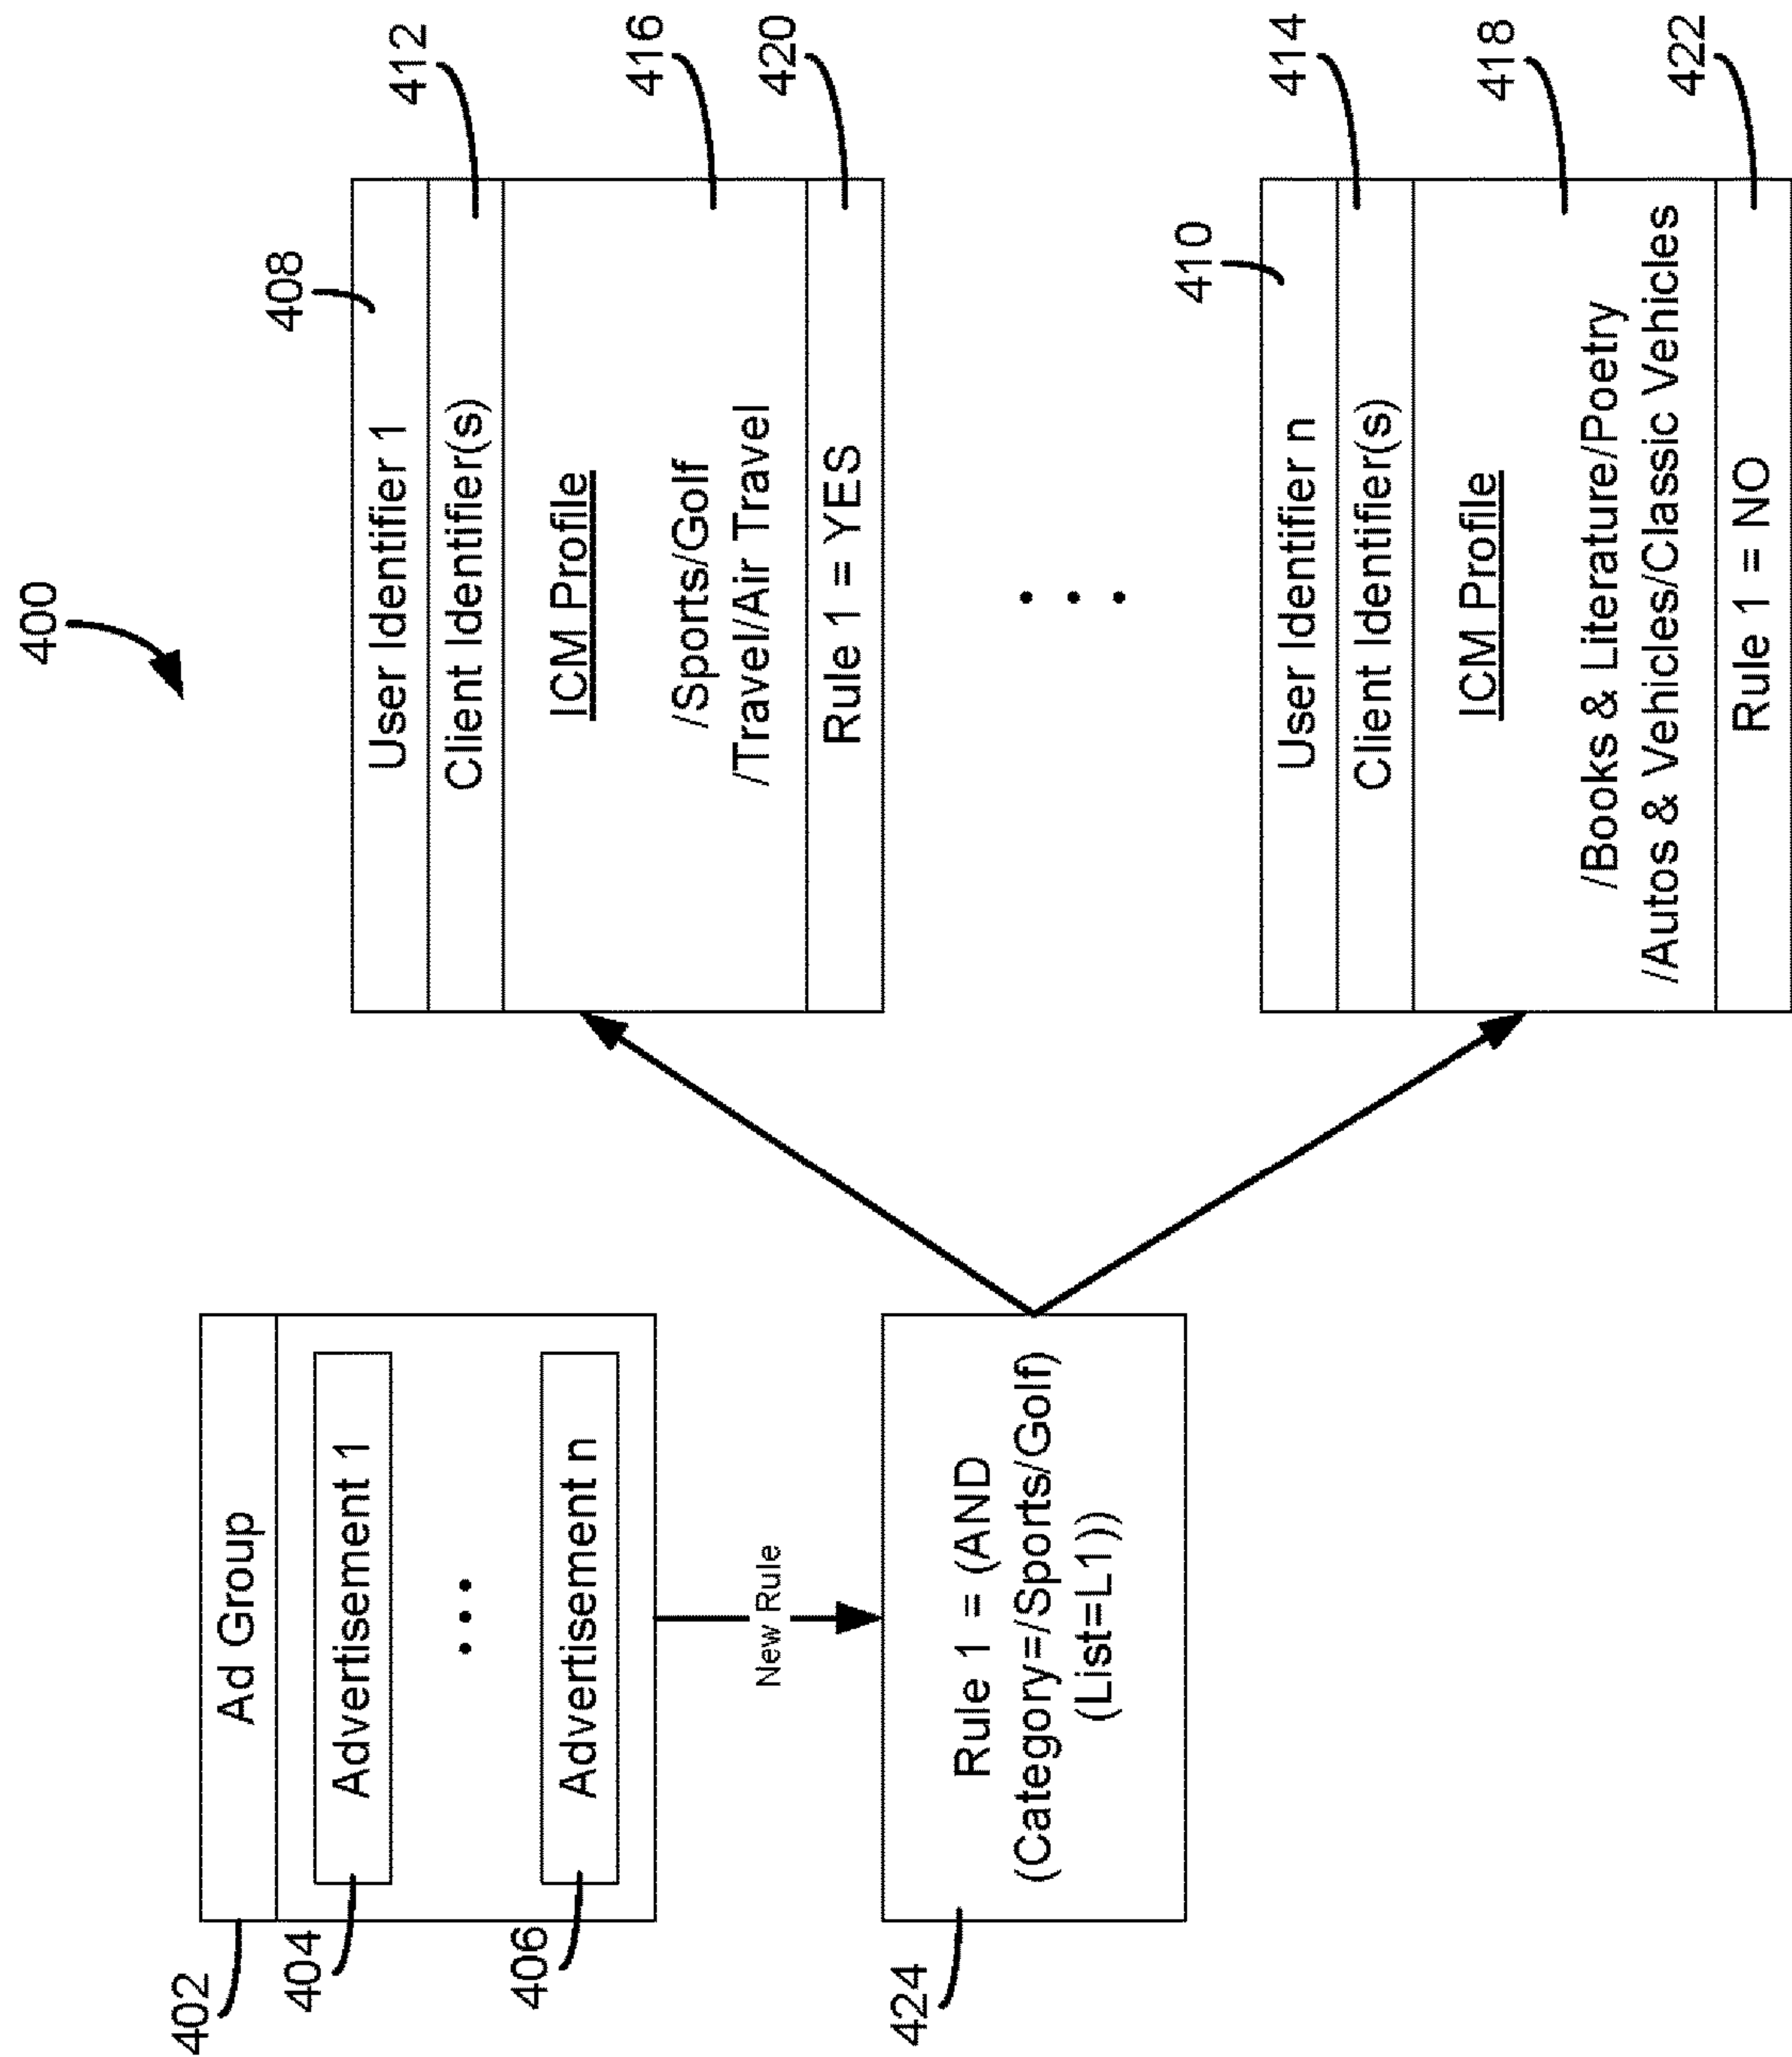 400
402
Ad Group
404
Advertisement 1
406
Advertisement n
New Rule
424
Rule 1 = (AND
(Category=/Sports/Golf)
(List=L1))
408
User Identifier 1
412
Client Identifier(s)
ICM Profile
416
/Sports/Golf
/Travel/Air Travel
420
Rule 1 = YES
410
User Identifier n
414
Client Identifier(s)
ICM Profile
418
/Books & Literature/Poetry
/Autos & Vehicles/Classic Vehicles
422
Rule 1 = NO